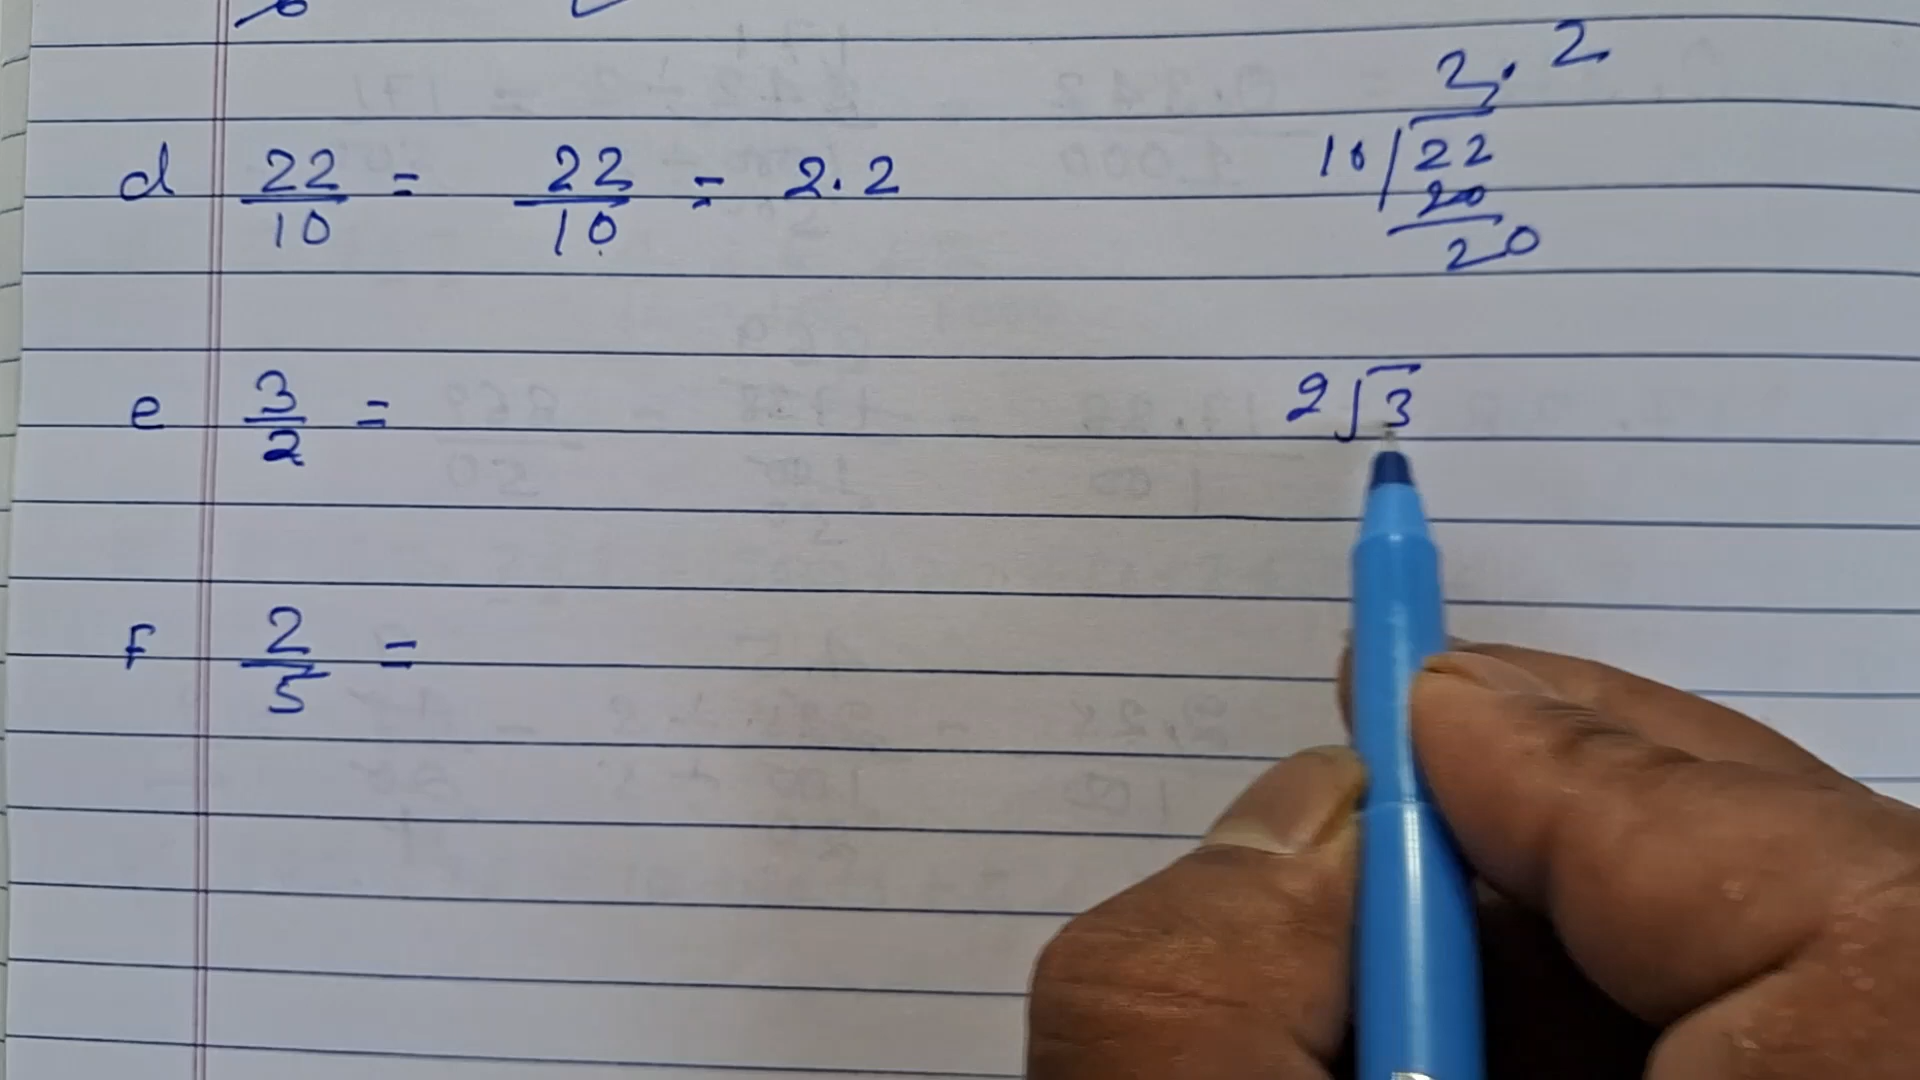 2.2
d 22/10 = 22/10 = 2.2 10)22
20
20
e 3/2 = 2)3
f 2/5 =